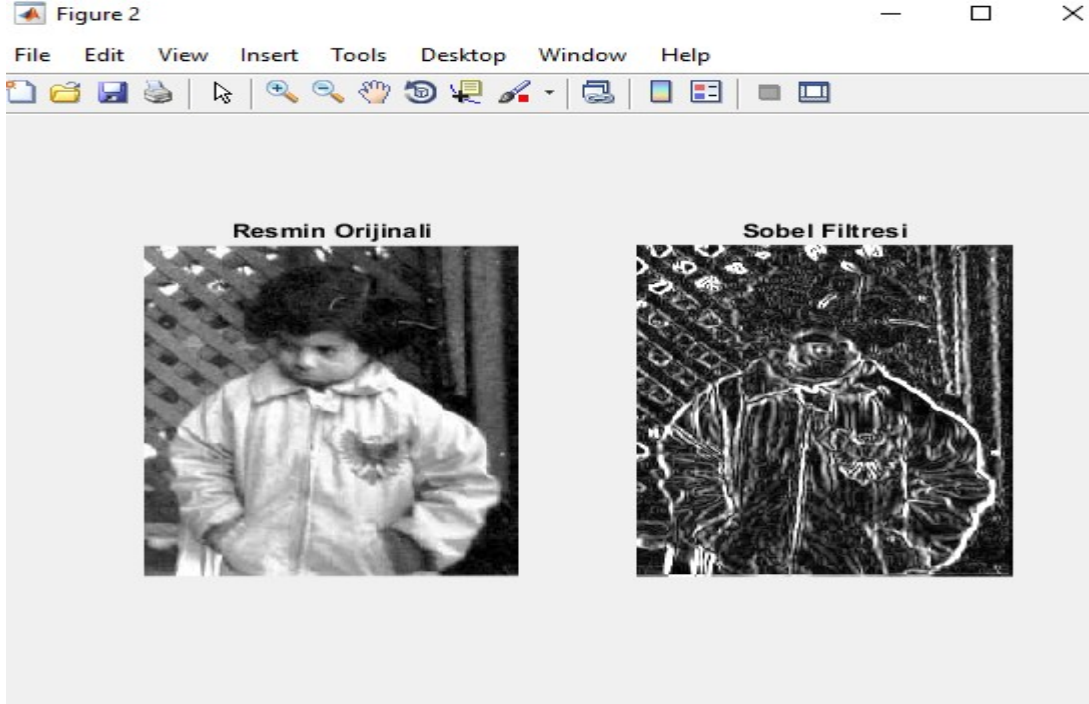 Figure 2
File Edit View Insert Tools Desktop Window Help
Resmin Orijinali
Sobel Filtresi